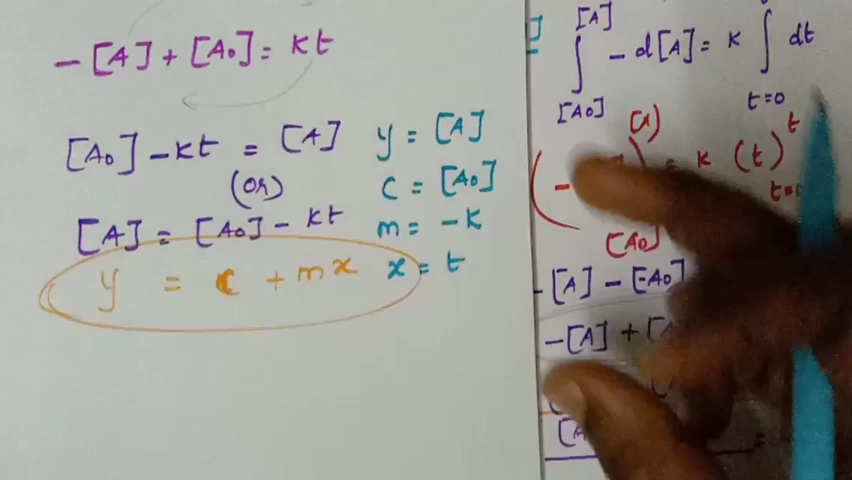 -[A] + [A0] = kt
[A0] - kt = [A]
(or)
[A] = [A0] - kt
y = c + mx
y = [A]
c = [A0]
m = -k
x = t
[A]
∫ - d[A] = k ∫ dt
[A0] t=0
[A] t
(- = k (t)
[A0] t=0
-[A] - [-A0]
-[A] +